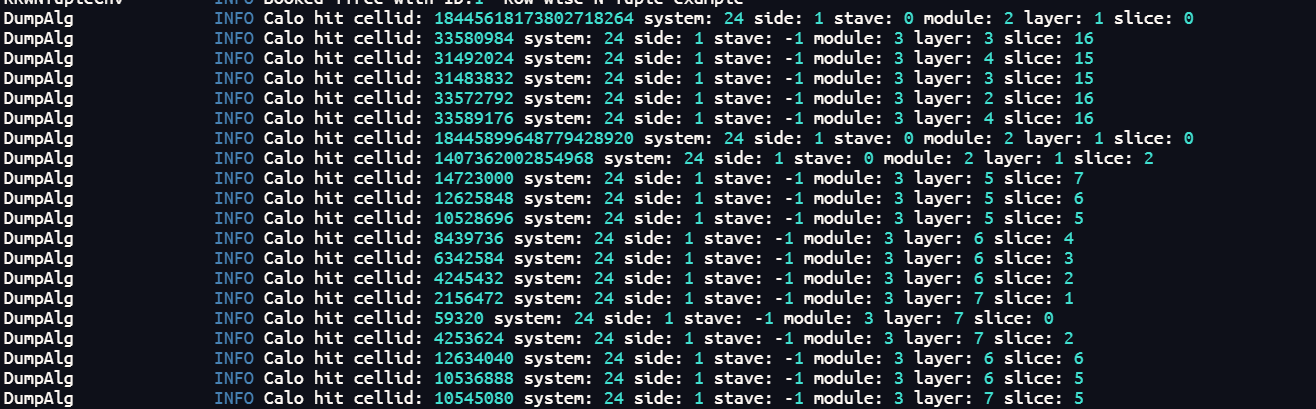 DumpAlg INFO Calo hit cellid: 18445618173802718264 system: 24 side: 1 stave: 0 module: 2 layer: 1 slice: 0
DumpAlg INFO Calo hit cellid: 33580984 system: 24 side: 1 stave: -1 module: 3 layer: 3 slice: 16
DumpAlg INFO Calo hit cellid: 31492024 system: 24 side: 1 stave: -1 module: 3 layer: 4 slice: 15
DumpAlg INFO Calo hit cellid: 31483832 system: 24 side: 1 stave: -1 module: 3 layer: 3 slice: 15
DumpAlg INFO Calo hit cellid: 33572792 system: 24 side: 1 stave: -1 module: 3 layer: 2 slice: 16
DumpAlg INFO Calo hit cellid: 33589176 system: 24 side: 1 stave: -1 module: 3 layer: 4 slice: 16
DumpAlg INFO Calo hit cellid: 18445899648779428920 system: 24 side: 1 stave: 0 module: 2 layer: 1 slice: 0
DumpAlg INFO Calo hit cellid: 1407362002854968 system: 24 side: 1 stave: 0 module: 2 layer: 1 slice: 2
DumpAlg INFO Calo hit cellid: 14723000 system: 24 side: 1 stave: -1 module: 3 layer: 5 slice: 7
DumpAlg INFO Calo hit cellid: 12625848 system: 24 side: 1 stave: -1 module: 3 layer: 5 slice: 6
DumpAlg INFO Calo hit cellid: 10528696 system: 24 side: 1 stave: -1 module: 3 layer: 5 slice: 5
DumpAlg INFO Calo hit cellid: 8439736 system: 24 side: 1 stave: -1 module: 3 layer: 6 slice: 4
DumpAlg INFO Calo hit cellid: 6342584 system: 24 side: 1 stave: -1 module: 3 layer: 6 slice: 3
DumpAlg INFO Calo hit cellid: 4245432 system: 24 side: 1 stave: -1 module: 3 layer: 6 slice: 2
DumpAlg INFO Calo hit cellid: 2156472 system: 24 side: 1 stave: -1 module: 3 layer: 7 slice: 1
DumpAlg INFO Calo hit cellid: 59320 system: 24 side: 1 stave: -1 module: 3 layer: 7 slice: 0
DumpAlg INFO Calo hit cellid: 4253624 system: 24 side: 1 stave: -1 module: 3 layer: 7 slice: 2
DumpAlg INFO Calo hit cellid: 12634040 system: 24 side: 1 stave: -1 module: 3 layer: 6 slice: 6
DumpAlg INFO Calo hit cellid: 10536888 system: 24 side: 1 stave: -1 module: 3 layer: 6 slice: 5
DumpAlg INFO Calo hit cellid: 10545080 system: 24 side: 1 stave: -1 module: 3 layer: 7 slice: 5